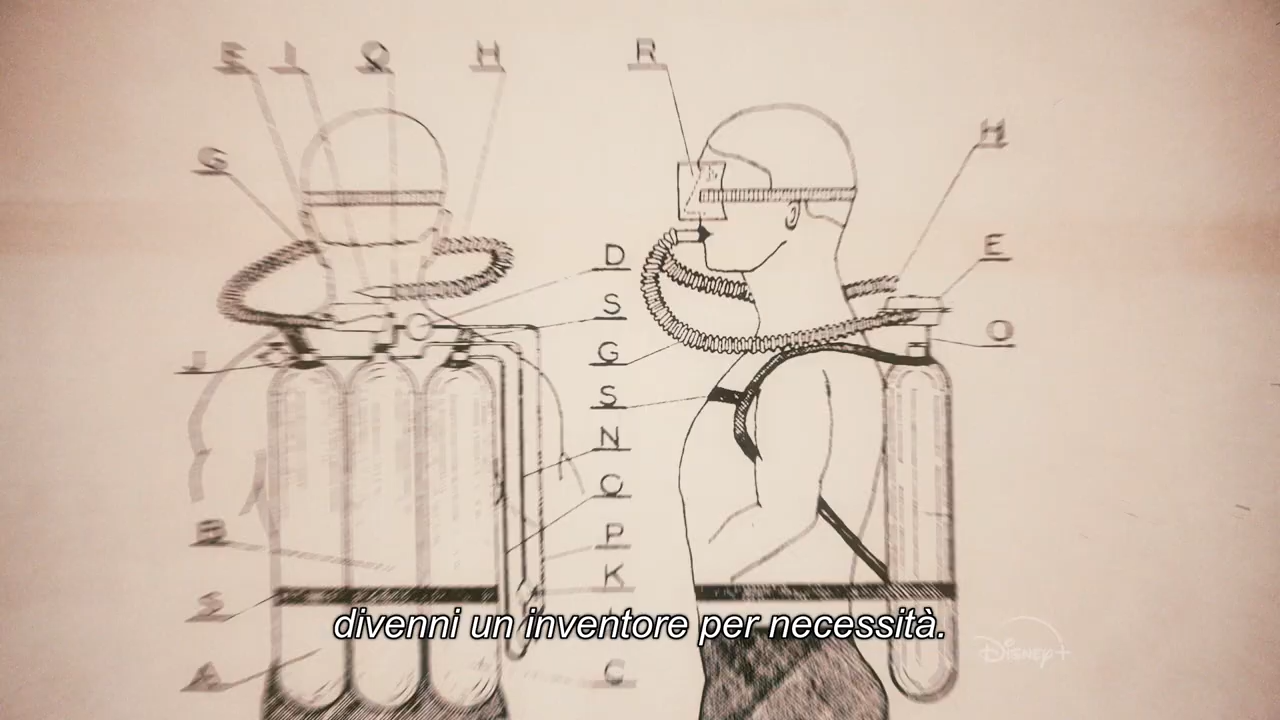 E I Q H R
H
G
D
E
S
O
J
G
S
N
O
B
P
K
S
divenni un inventore per necessità.
Disney+
A
C